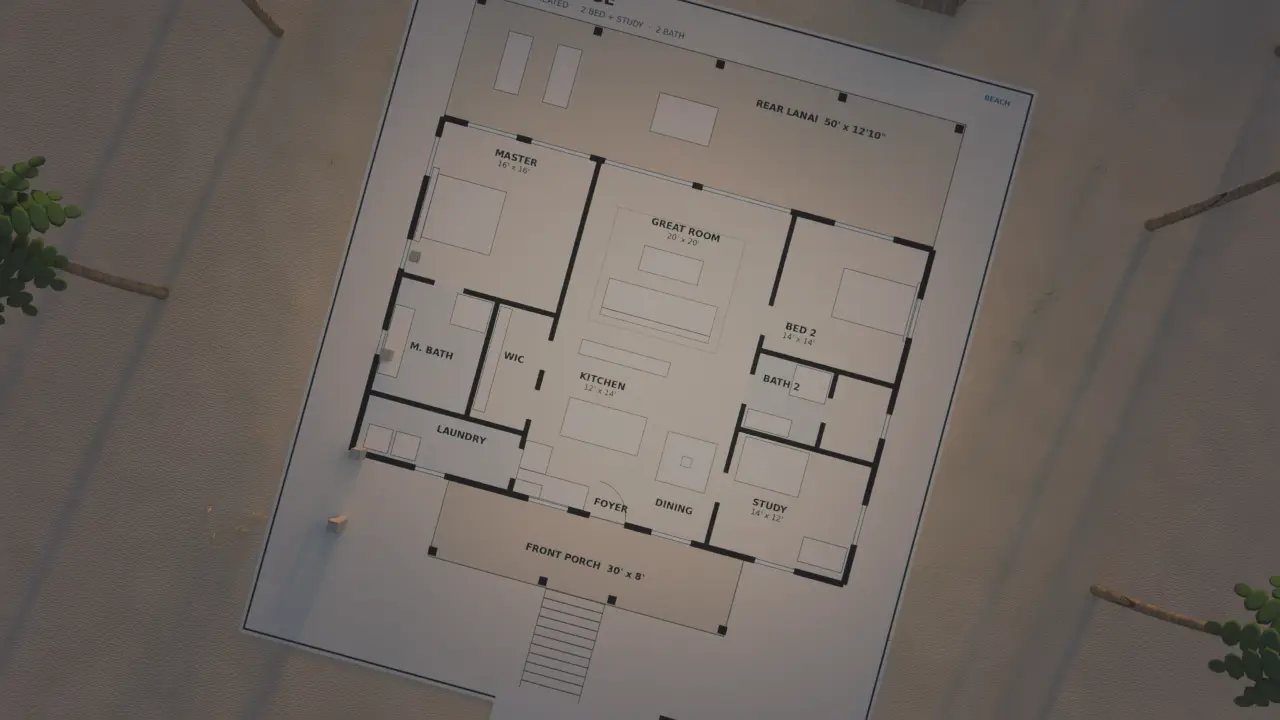 2 BED + STUDY · 2 BATH
BEACH
REAR LANAI 50' x 12'10"
MASTER
16' x 16'
GREAT ROOM
20' x 20'
BED 2
14' x 14'
M. BATH
WIC
KITCHEN
12' x 14'
BATH 2
LAUNDRY
FOYER
DINING
STUDY
14' x 12'
FRONT PORCH 30' x 8'